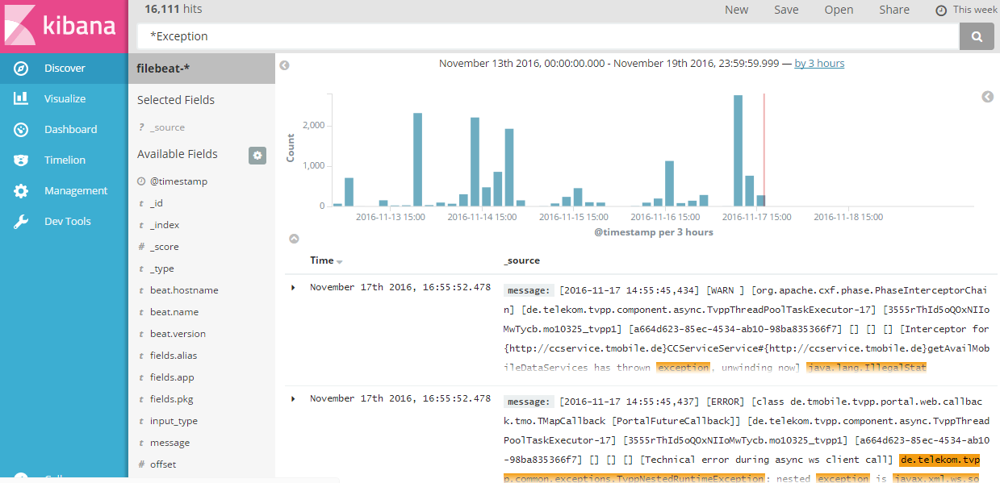 kibana
Discover
Visualize
Dashboard
Timelion
Management
Dev Tools
16,111 hits
New Save Open Share This week
*Exception
filebeat-*
Selected Fields
? _source
Available Fields
@timestamp
t _id
t _index
# _score
t _type
t beat.hostname
t beat.name
t beat.version
t fields.alias
t fields.app
t fields.pkg
t input_type
t message
# offset
November 13th 2016, 00:00:00.000 - November 19th 2016, 23:59:59.999 — by 3 hours
Count
2,000
1,000
0
2016-11-13 15:00 2016-11-14 15:00 2016-11-15 15:00 2016-11-16 15:00 2016-11-17 15:00 2016-11-18 15:00
@timestamp per 3 hours
Time _source
November 17th 2016, 16:55:52.478
message: [2016-11-17 14:55:45,434] [WARN ] [org.apache.cxf.phase.PhaseInterceptorChai
n] [de.telekom.tvpp.component.async.TvppThreadPoolTaskExecutor-17] [3555rThId5oQOxNIIo
MwTycb.mo10325_tvpp1] [a664d623-85ec-4534-ab10-98ba835366f7] [] [] [] [Interceptor for
{http://ccservice.tmobile.de}CCServiceService#{http://ccservice.tmobile.de}getAvailMob
ileDataServices has thrown exception, unwinding now] java.lang.IllegalStat
November 17th 2016, 16:55:52.478
message: [2016-11-17 14:55:45,437] [ERROR] [class de.tmobile.tvpp.portal.web.callbac
k.tmo.TMapCallback [PortalFutureCallback]] [de.telekom.tvpp.component.async.TvppThread
PoolTaskExecutor-17] [3555rThId5oQOxNIIoMwTycb.mo10325_tvpp1] [a664d623-85ec-4534-ab10
-98ba835366f7] [] [] [] [Technical error during async ws client call] de.telekom.tvp
p.common.exceptions.TvppNestedRuntimeException: nested exception is javax.xml.ws.so